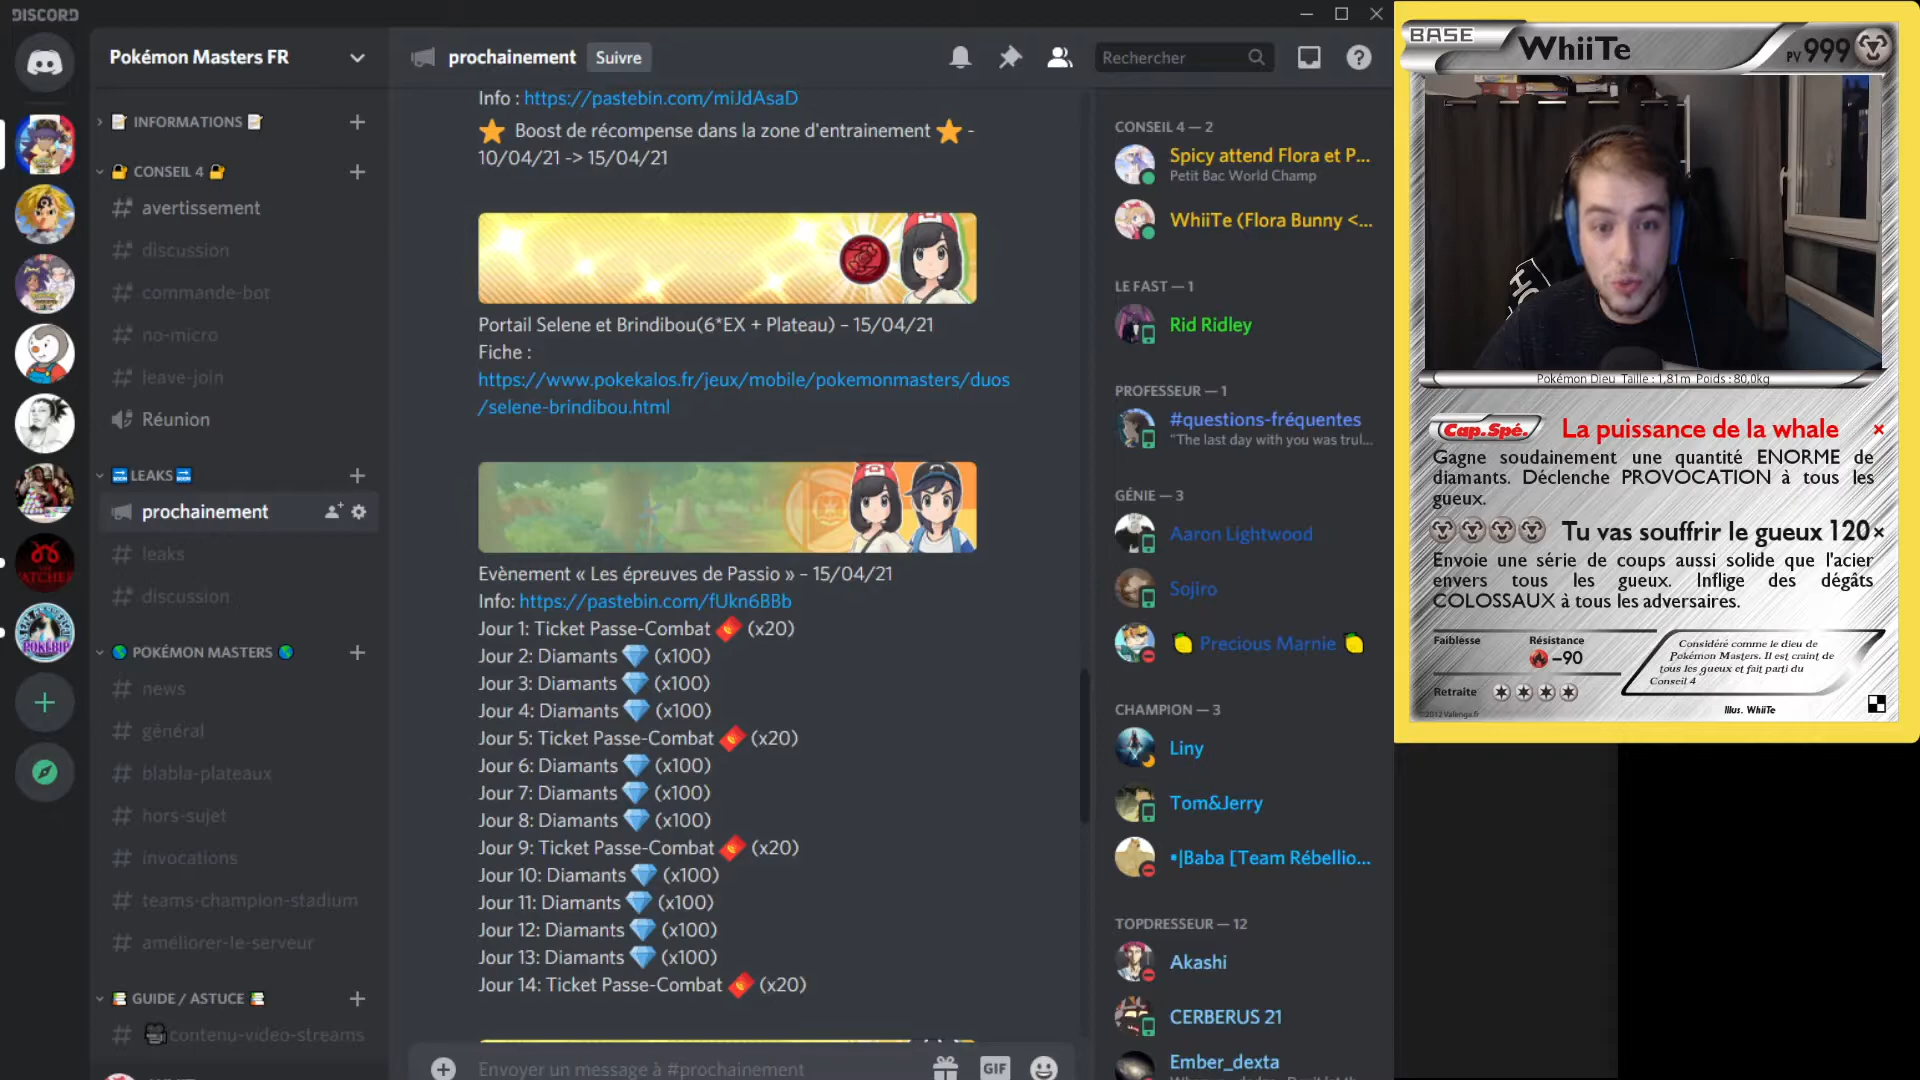 DISCORD
Pokémon Masters FR
INFORMATIONS
CONSEIL 4
avertissement
discussion
commande-bot
no-micro
leave-join
Réunion
LEAKS
prochainement
leaks
discussion
POKÉMON MASTERS
news
général
blabla-plateaux
hors-sujet
invocations
teams-champion-stadium
améliorer-le-serveur
GUIDE / ASTUCE
contenu-video-streams
prochainement
Suivre
Rechercher
Info : https://pastebin.com/miJdAsaD
Boost de récompense dans la zone d'entrainement -
10/04/21 -> 15/04/21
Portail Selene et Brindibou(6*EX + Plateau) – 15/04/21
Fiche :
https://www.pokekalos.fr/jeux/mobile/pokemonmasters/duos
/selene-brindibou.html
Evènement « Les épreuves de Passio » – 15/04/21
Info: https://pastebin.com/fUkn6BBb
Jour 1: Ticket Passe-Combat (x20)
Jour 2: Diamants (x100)
Jour 3: Diamants (x100)
Jour 4: Diamants (x100)
Jour 5: Ticket Passe-Combat (x20)
Jour 6: Diamants (x100)
Jour 7: Diamants (x100)
Jour 8: Diamants (x100)
Jour 9: Ticket Passe-Combat (x20)
Jour 10: Diamants (x100)
Jour 11: Diamants (x100)
Jour 12: Diamants (x100)
Jour 13: Diamants (x100)
Jour 14: Ticket Passe-Combat (x20)
Envoyer un message à #prochainement
GIF
CONSEIL 4 — 2
Spicy attend Flora et P...
Petit Bac World Champ
WhiiTe (Flora Bunny <...
LE FAST — 1
Rid Ridley
PROFESSEUR — 1
#questions-fréquentes
"The last day with you was trul...
GÉNIE — 3
Aaron Lightwood
Sojiro
Precious Marnie
CHAMPION — 3
Liny
Tom&Jerry
•|Baba [Team Rébellio...
TOPDRESSEUR — 12
Akashi
CERBERUS 21
Ember_dexta
BASE
WhiiTe
PV 999
Pokémon Dieu Taille : 1,81m Poids : 80,0kg
Cap. Spé. La puissance de la whale ×
Gagne soudainement une quantité ENORME de
diamants. Déclenche PROVOCATION à tous les
gueux.
Tu vas souffrir le gueux 120×
Envoie une série de coups aussi solide que l'acier
envers tous les gueux. Inflige des dégâts
COLOSSAUX à tous les adversaires.
Faiblesse
Résistance
-90
Retraite
Considéré comme le dieu de
Pokémon Masters. Il est craint de
tous les gueux et fait parti du
Conseil 4
Illus. WhiiTe
©2012 Valenga.fr